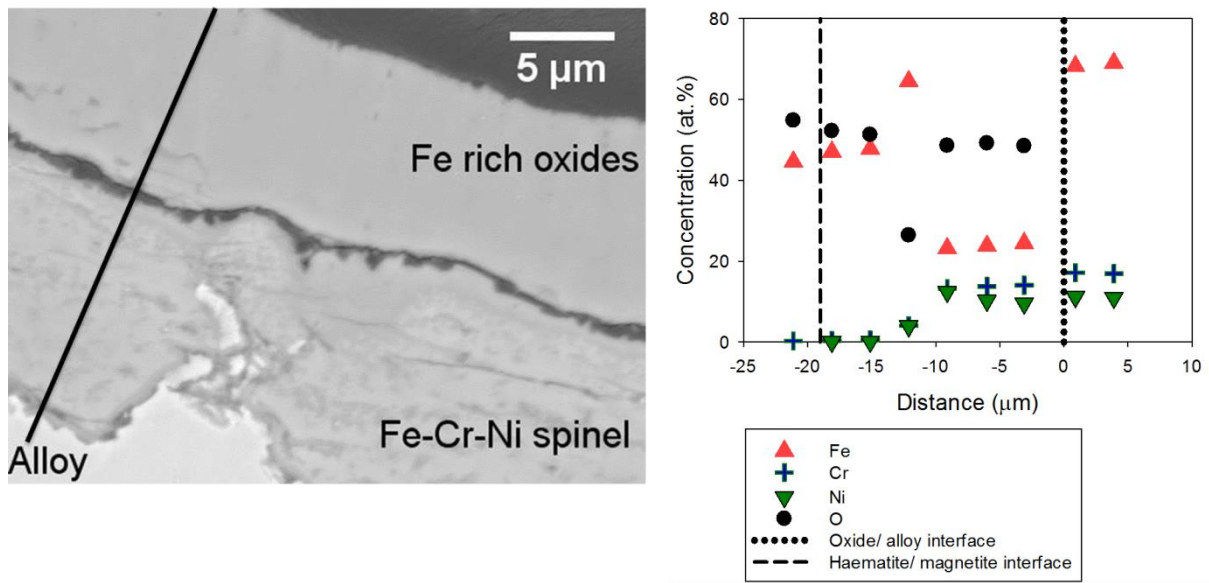 5 µm
Fe rich oxides
Fe-Cr-Ni spinel
Alloy
80
60
40
20
0
Concentration (at.%)
-25 -20 -15 -10 -5 0 5 10
Distance (µm)
Fe
Cr
Ni
O
Oxide/ alloy interface
Haematite/ magnetite interface